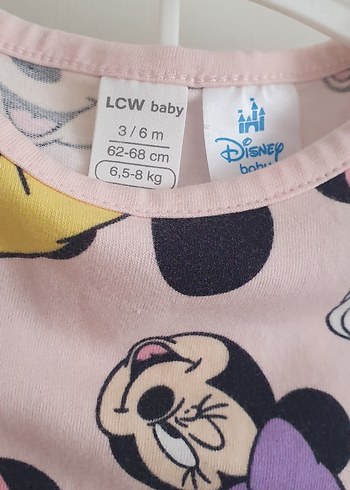 LCW baby
3 / 6 m
62-68 cm
6,5-8 kg
Disney
baby